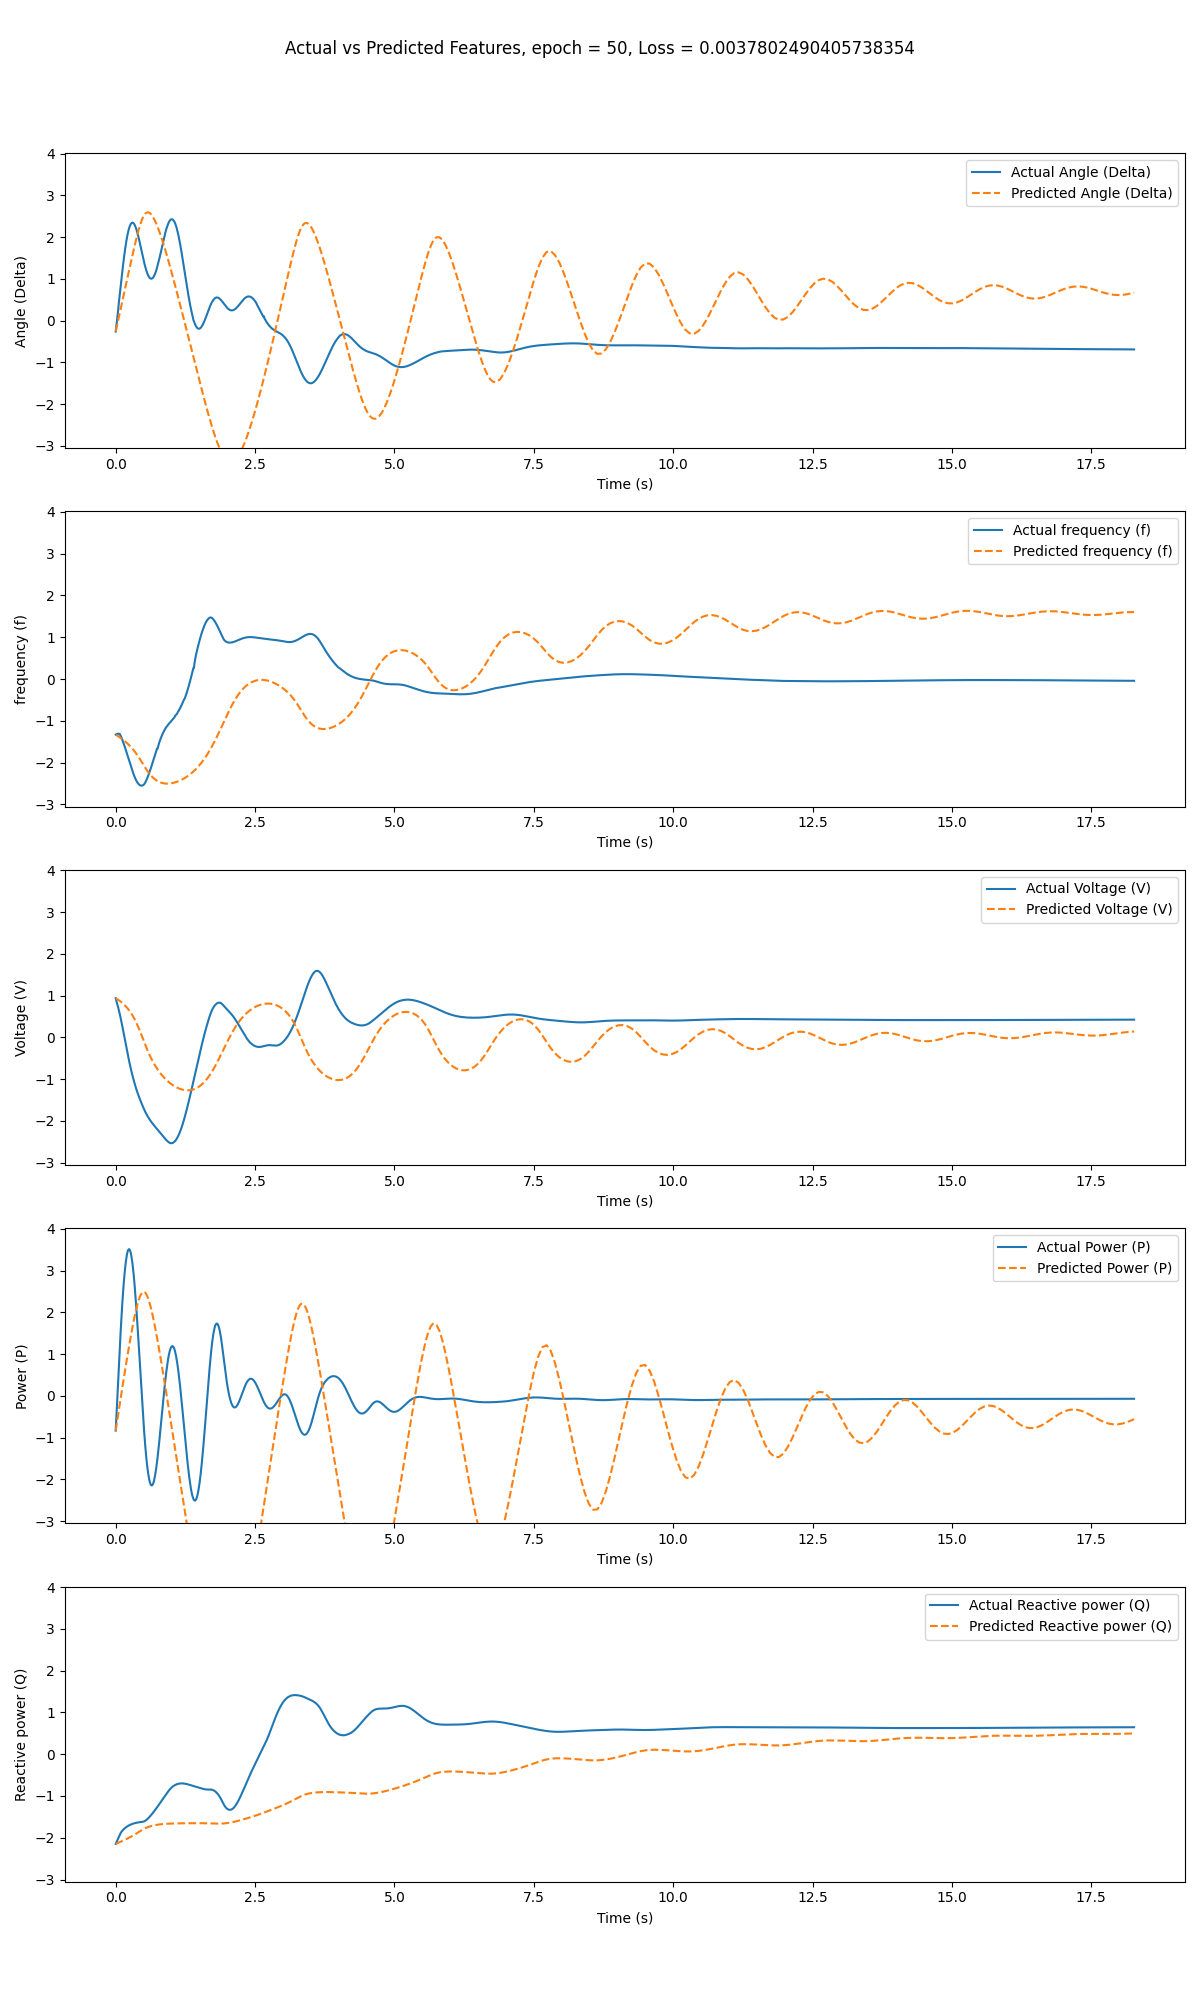 Actual vs Predicted Features, epoch = 50, Loss = 0.0037802490405738354
4
3
2
1
0
−1
−2
−3
Angle (Delta)
Actual Angle (Delta)
Predicted Angle (Delta)
0.0 2.5 5.0 7.5 10.0 12.5 15.0 17.5
Time (s)
4
3
2
1
0
−1
−2
−3
frequency (f)
Actual frequency (f)
Predicted frequency (f)
0.0 2.5 5.0 7.5 10.0 12.5 15.0 17.5
Time (s)
4
3
2
1
0
−1
−2
−3
Voltage (V)
Actual Voltage (V)
Predicted Voltage (V)
0.0 2.5 5.0 7.5 10.0 12.5 15.0 17.5
Time (s)
4
3
2
1
0
−1
−2
−3
Power (P)
Actual Power (P)
Predicted Power (P)
0.0 2.5 5.0 7.5 10.0 12.5 15.0 17.5
Time (s)
4
3
2
1
0
−1
−2
−3
Reactive power (Q)
Actual Reactive power (Q)
Predicted Reactive power (Q)
0.0 2.5 5.0 7.5 10.0 12.5 15.0 17.5
Time (s)